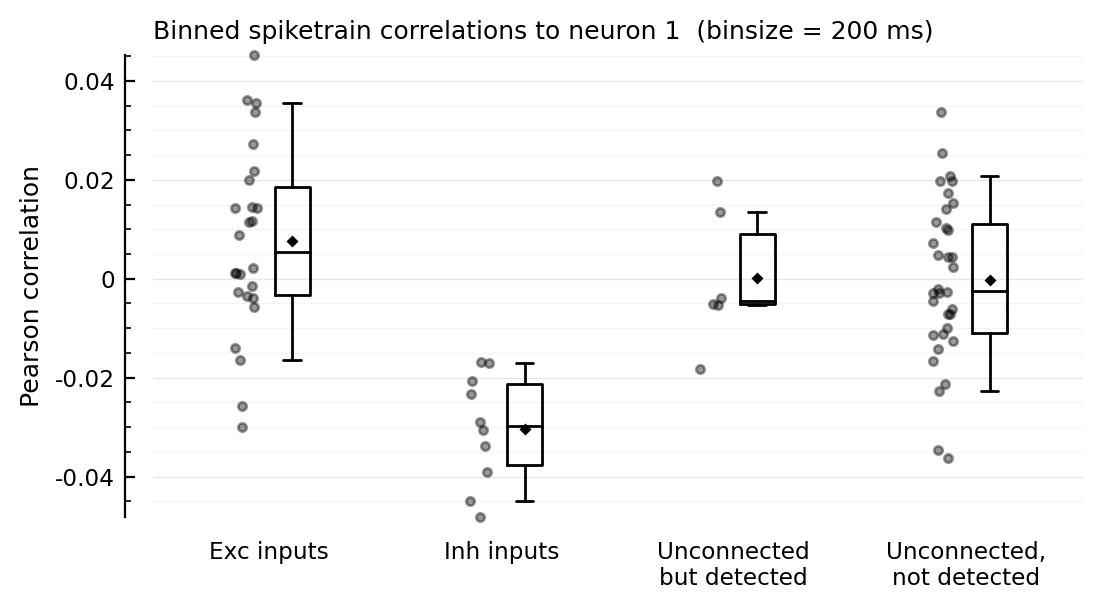 Binned spiketrain correlations to neuron 1  (binsize = 200 ms)
Pearson correlation
0.04
0.02
0
-0.02
-0.04
Exc inputs
Inh inputs
Unconnected
but detected
Unconnected,
not detected